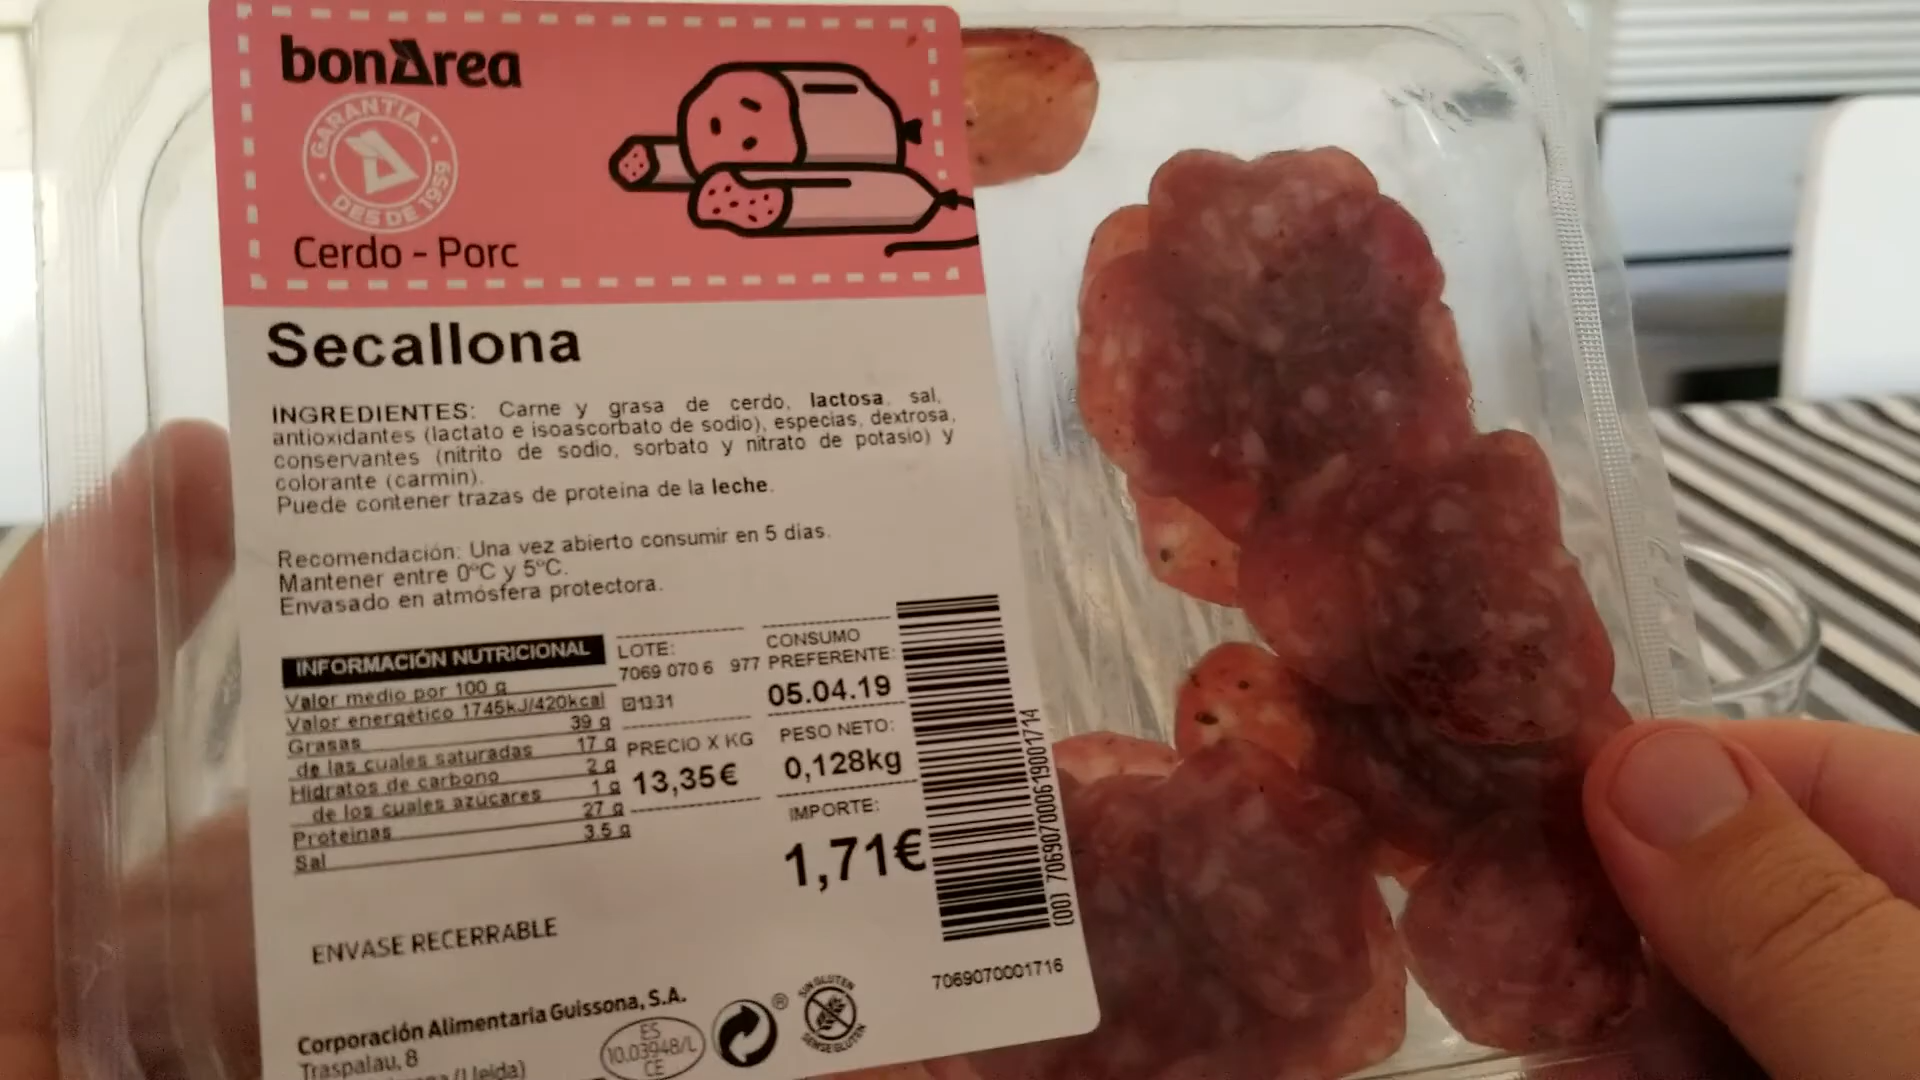 bonArea
GARANTIA
DES DE 1959
Cerdo - Porc
Secallona
INGREDIENTES: Carne y grasa de cerdo, lactosa, sal,
antioxidantes (lactato e isoascorbato de sodio), especias, dextrosa,
conservantes (nitrito de sodio, sorbato y nitrato de potasio) y
colorante (carmín).
Puede contener trazas de proteína de la leche.
Recomendación: Una vez abierto consumir en 5 días.
Mantener entre 0ºC y 5ºC.
Envasado en atmósfera protectora.
INFORMACIÓN NUTRICIONAL
Valor medio por 100 g
Valor energético 1745kJ/420kcal
Grasas 39 g
de las cuales saturadas 17 g
Hidratos de carbono 2 g
de los cuales azúcares 1 g
Proteínas 27 g
Sal 3.5 g
LOTE:
7069 070 6 977
13:31
PRECIO X KG
13,35€
CONSUMO
PREFERENTE:
05.04.19
PESO NETO:
0,128kg
IMPORTE:
1,71€
(00) 706907000619001714
7069070001716
ENVASE RECERRABLE
Corporación Alimentaria Guissona, S.A.
Traspalau, 8
(Lleida)
ES
10.03948/L
CE
®
SIN GLUTEN
SENSE GLUTEN